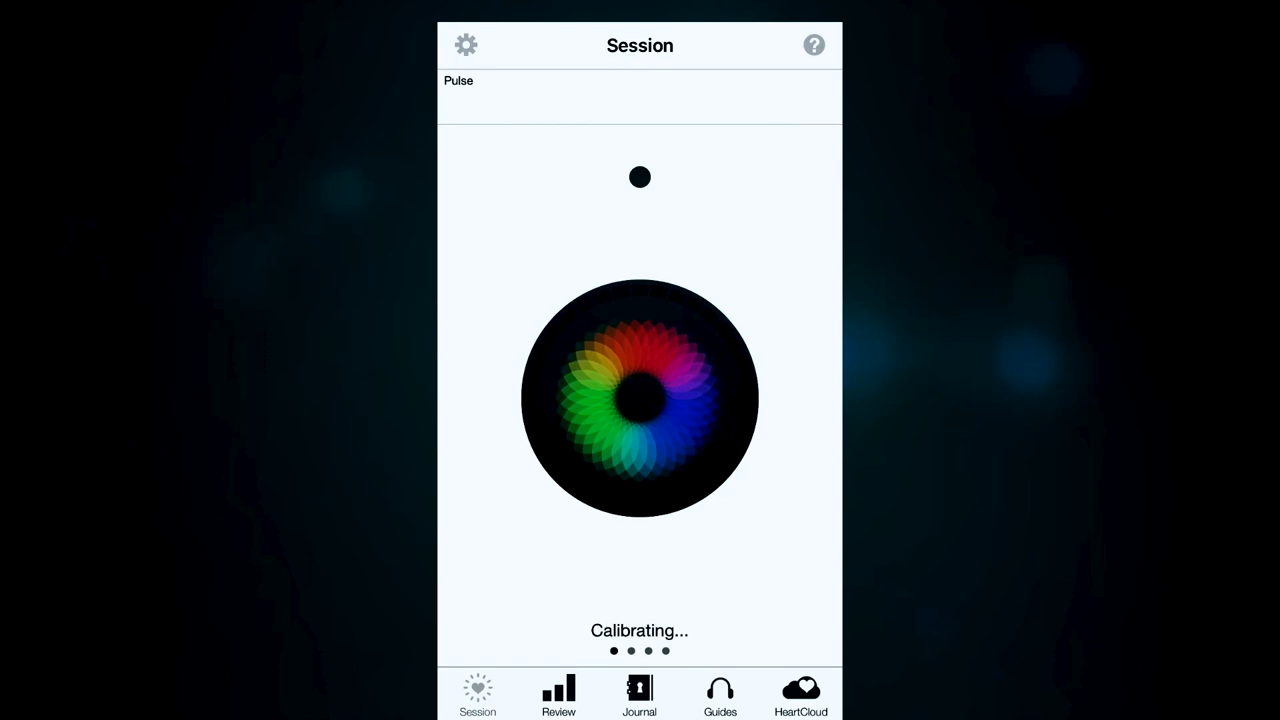 Session
Pulse
Calibrating...
Session Review Journal Guides HeartCloud